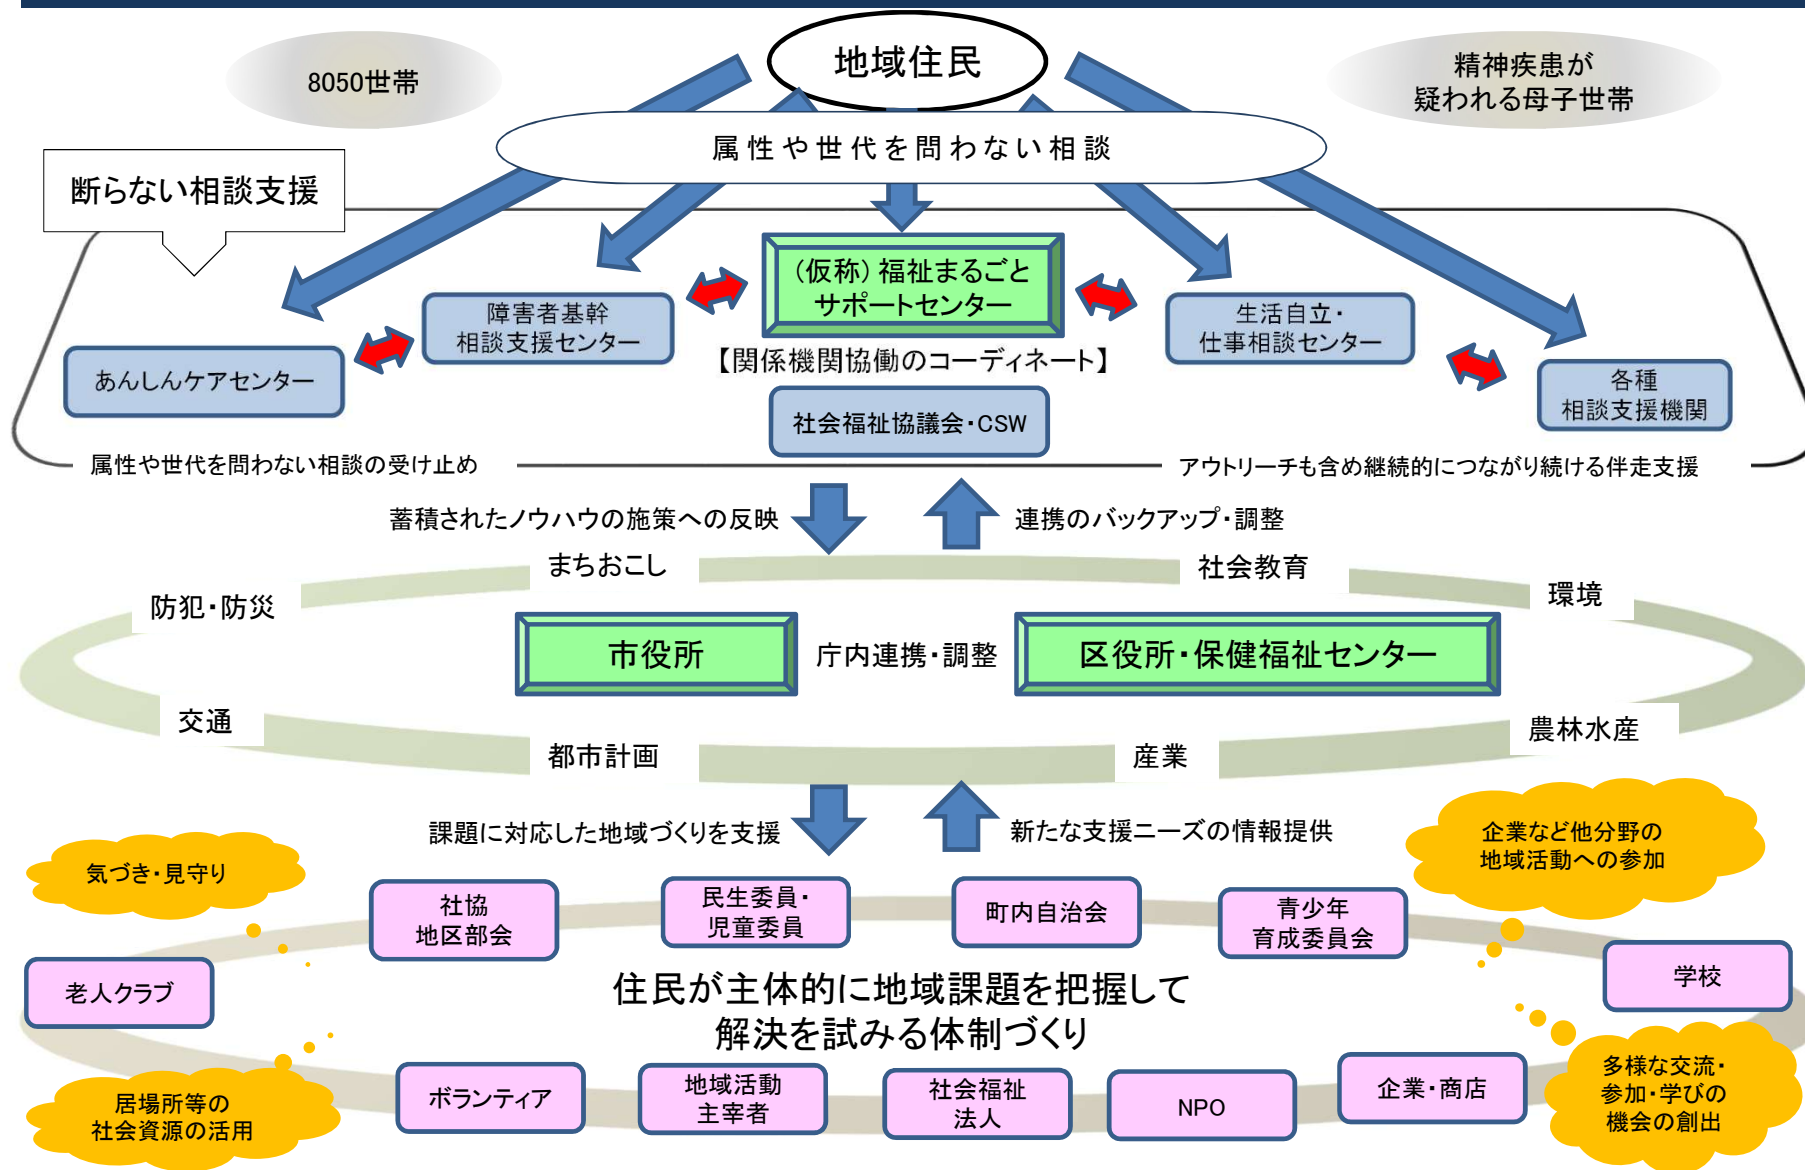 地域住民
8050世帯
精神疾患が
疑われる母子世帯
属性や世代を問わない相談
断らない相談支援
(仮称)福祉まるごと
サポートセンター
障害者基幹
相談支援センター
生活自立・
仕事相談センター
あんしんケアセンター
【関係機関協働のコーディネート】
各種
相談支援機関
社会福祉協議会・CSW
属性や世代を問わない相談の受け止め
アウトリーチも含め継続的につながり続ける伴走支援
蓄積されたノウハウの施策への反映
連携のバックアップ・調整
まちおこし
社会教育
防犯・防災
環境
市役所
庁内連携・調整
区役所・保健福祉センター
交通
農林水産
都市計画
産業
課題に対応した地域づくりを支援
新たな支援ニーズの情報提供
企業など他分野の
地域活動への参加
気づき・見守り
社協
地区部会
民生委員・
児童委員
町内自治会
青少年
育成委員会
老人クラブ
学校
住民が主体的に地域課題を把握して
解決を試みる体制づくり
居場所等の
社会資源の活用
ボランティア
地域活動
主宰者
社会福祉
法人
NPO
企業・商店
多様な交流・
参加・学びの
機会の創出